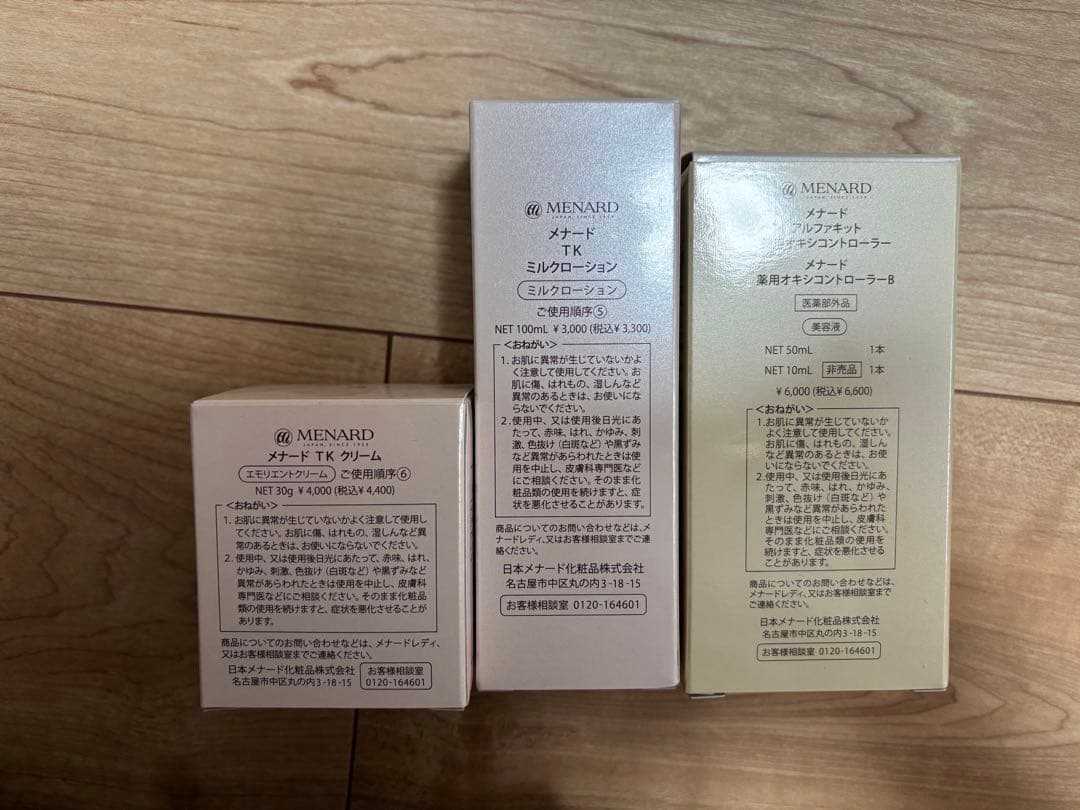 MENARD
JAPAN, SINCE 1959
メナード TK クリーム
エモリエントクリーム ご使用順序⑥
NET 30g ¥4,000 (税込¥4,400)
<おねがい>
1. お肌に異常が生じていないかよく注意して使用し
てください。お肌に傷、はれもの、湿しんなど異
常のあるときは、お使いにならないでください。
2. 使用中、又は使用後日光にあたって、赤味、はれ、
かゆみ、刺激、色抜け(白斑など)や黒ずみなど
異常があらわれたときは使用を中止し、皮膚科
専門医などにご相談ください。そのまま化粧品
類の使用を続けますと、症状を悪化させることが
あります。
商品についてのお問い合わせなどは、メナードレディ、
又はお客様相談室までご連絡ください。
日本メナード化粧品株式会社
名古屋市中区丸の内3-18-15
お客様相談室
0120-164601
MENARD
JAPAN, SINCE 1959
メナード
TK
ミルクローション
ミルクローション
ご使用順序⑤
NET 100mL ¥3,000 (税込¥3,300)
<おねがい>
1. お肌に異常が生じていないかよ
く注意して使用してください。お
肌に傷、はれもの、湿しんなど
異常のあるときは、お使いにな
らないでください。
2. 使用中、又は使用後日光にあ
たって、赤味、はれ、かゆみ、刺
激、色抜け(白斑など)や黒ずみ
など異常があらわれたときは使
用を中止し、皮膚科専門医など
にご相談ください。そのまま化
粧品類の使用を続けますと、症
状を悪化させることがあります。
商品についてのお問い合わせなどは、メ
ナードレディ、又はお客様相談室までご連
絡ください。
日本メナード化粧品株式会社
名古屋市中区丸の内3-18-15
お客様相談室 0120-164601
MENARD
JAPAN, SINCE 1959
メナード
アルファキット
用オキシコントローラー
メナード
薬用オキシコントローラーB
医薬部外品
美容液
NET 50mL 1本
NET 10mL 非売品 1本
¥6,000 (税込¥6,600)
<おねがい>
1. お肌に異常が生じていないか
よく注意して使用してください。
お肌に傷、はれもの、湿しん
など異常のあるときは、お使
いにならないでください。
2. 使用中、又は使用後日光にあ
たって、赤味、はれ、かゆみ、
刺激、色抜け(白斑など)や
黒ずみなど異常があらわれた
ときは使用を中止し、皮膚科
専門医などにご相談ください。
そのまま化粧品類の使用を
続けますと、症状を悪化させる
ことがあります。
商品についてのお問い合わせなどは、
メナードレディ、又はお客様相談室まで
ご連絡ください。
日本メナード化粧品株式会社
名古屋市中区丸の内3-18-15
お客様相談室 0120-164601